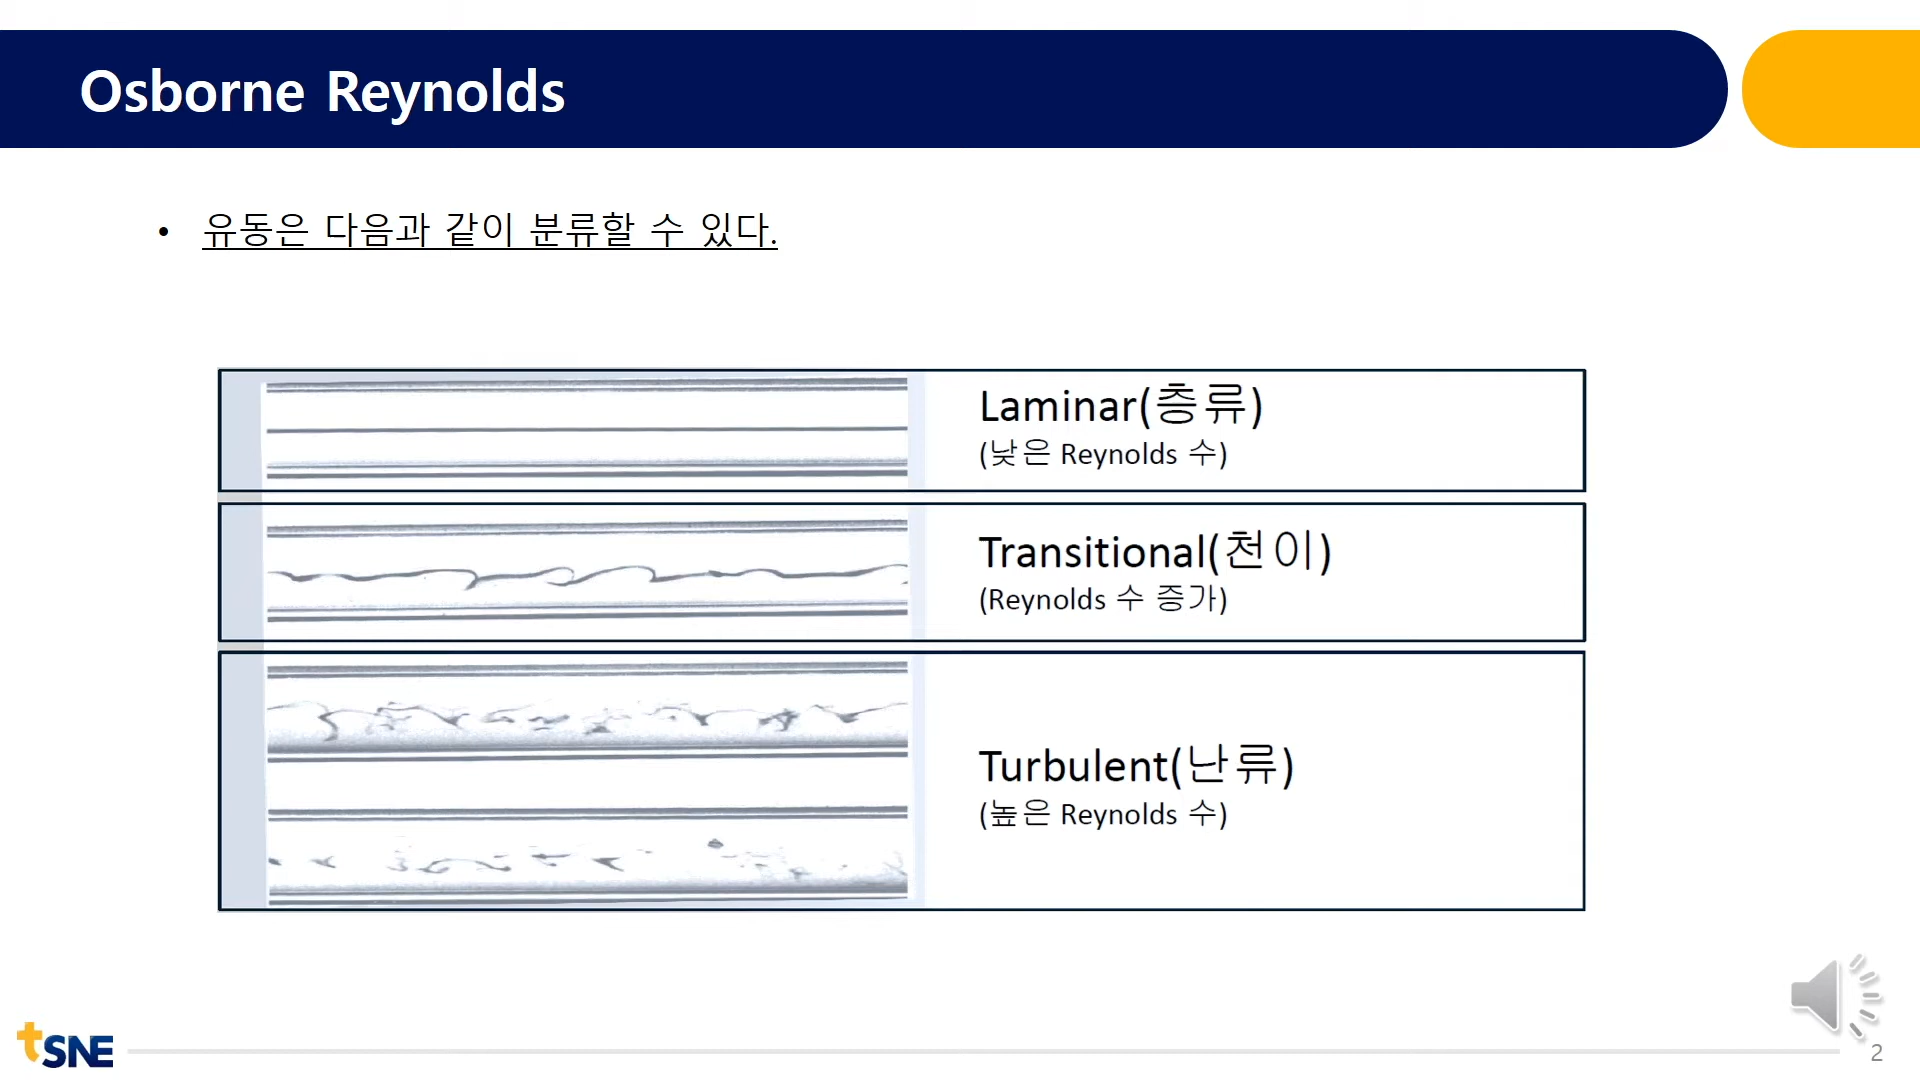 Osborne Reynolds
• 유동은 다음과 같이 분류할 수 있다.
Laminar(층류)
(낮은 Reynolds 수)
Transitional(천이)
(Reynolds 수 증가)
Turbulent(난류)
(높은 Reynolds 수)
tSNE
2